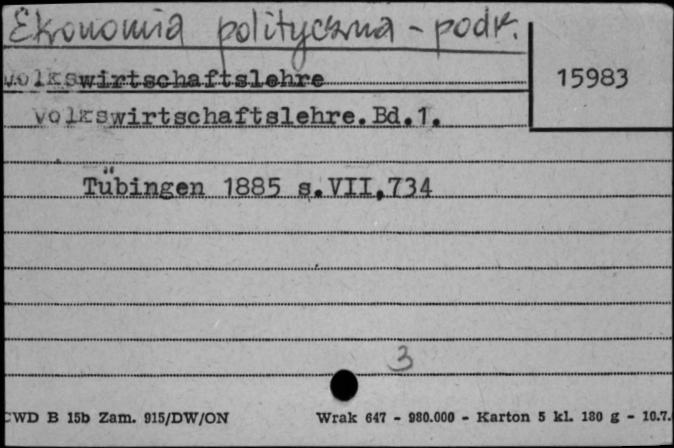 Ekonomia polityczna - podr.
15983
Volkswirtschaftslehre
Volkswirtschaftslehre.Bd.1.
Tübingen 1885 s.VII,734
3
CWD B 15b Zam. 915/DW/ON Wrak 647 - 980.000 - Karton 5 kl. 180 g - 10.7.